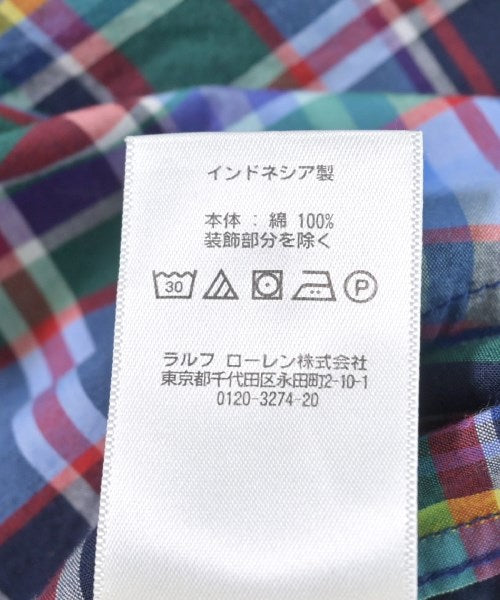 インドネシア製
本体 : 綿 100%
装飾部分を除く
30 P
ラルフ ローレン株式会社
東京都千代田区永田町2-10-1
0120-3274-20